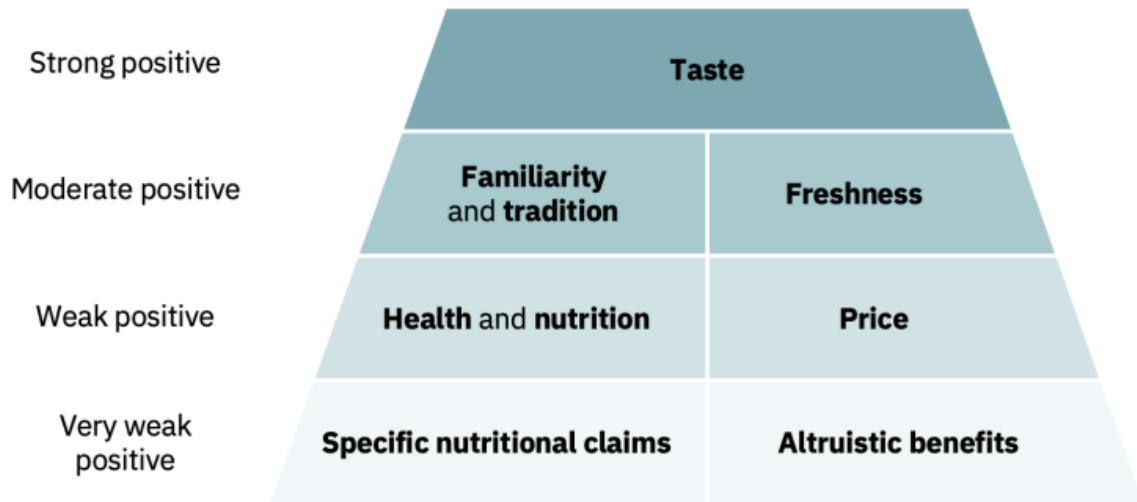 Strong positive
Taste
Moderate positive
Familiarity
and tradition
Freshness
Weak positive
Health and nutrition
Price
Very weak
positive
Specific nutritional claims
Altruistic benefits